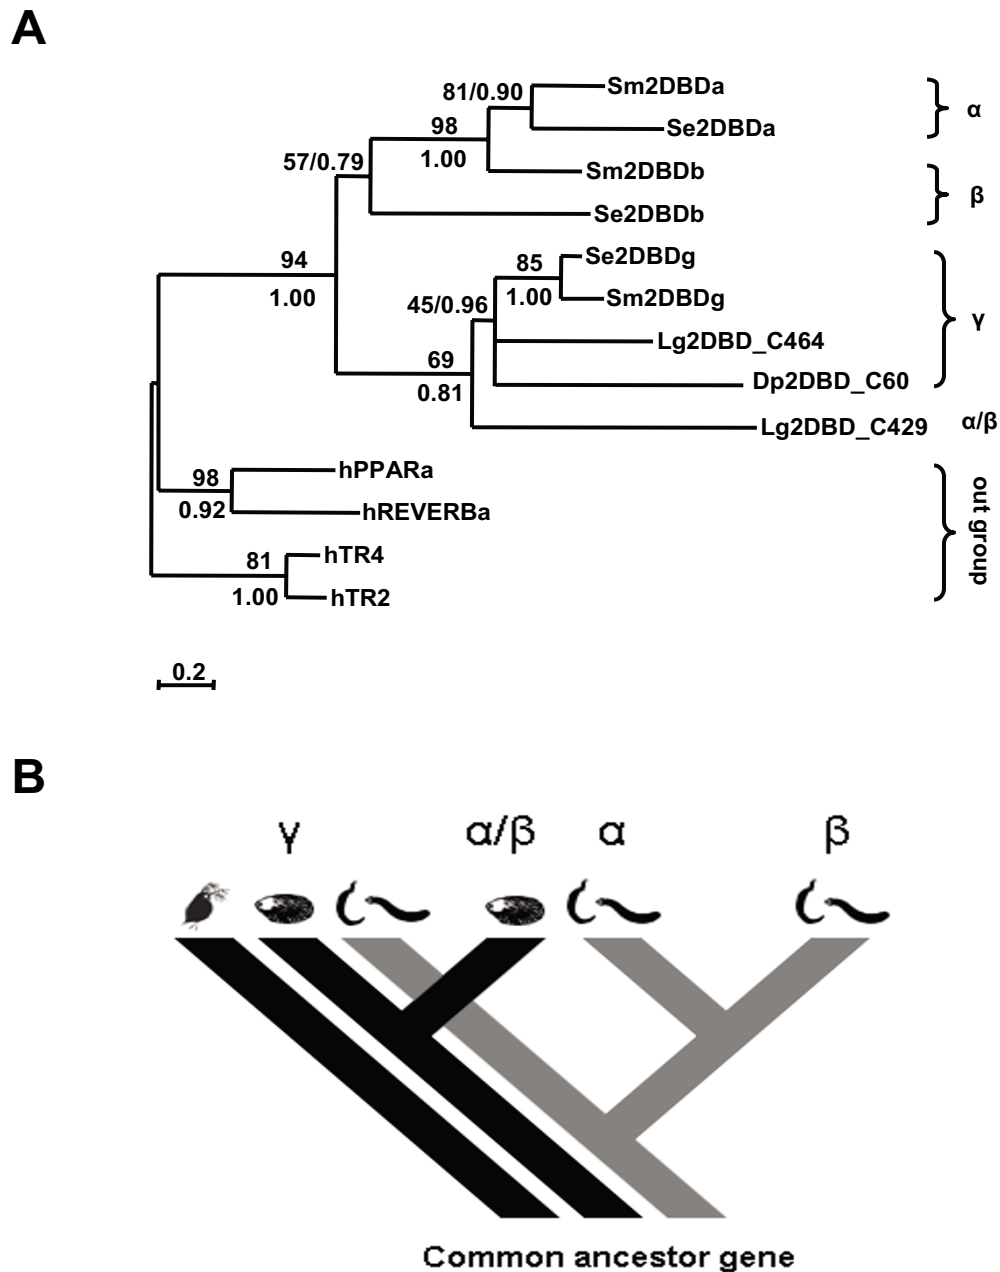 A
81/0.90
Sm2DBDa
α
98
Se2DBDa
57/0.79
1.00
Sm2DBDb
β
Se2DBDb
94
85
Se2DBDg
1.00
1.00
Sm2DBDg
45/0.96
γ
Lg2DBD_C464
69
0.81
Dp2DBD_C60
Lg2DBD_C429
α/β
98
hPPARa
0.92
hREVERBa
out group
81
hTR4
1.00
hTR2
0.2
B
γ α/β α β
Common ancestor gene